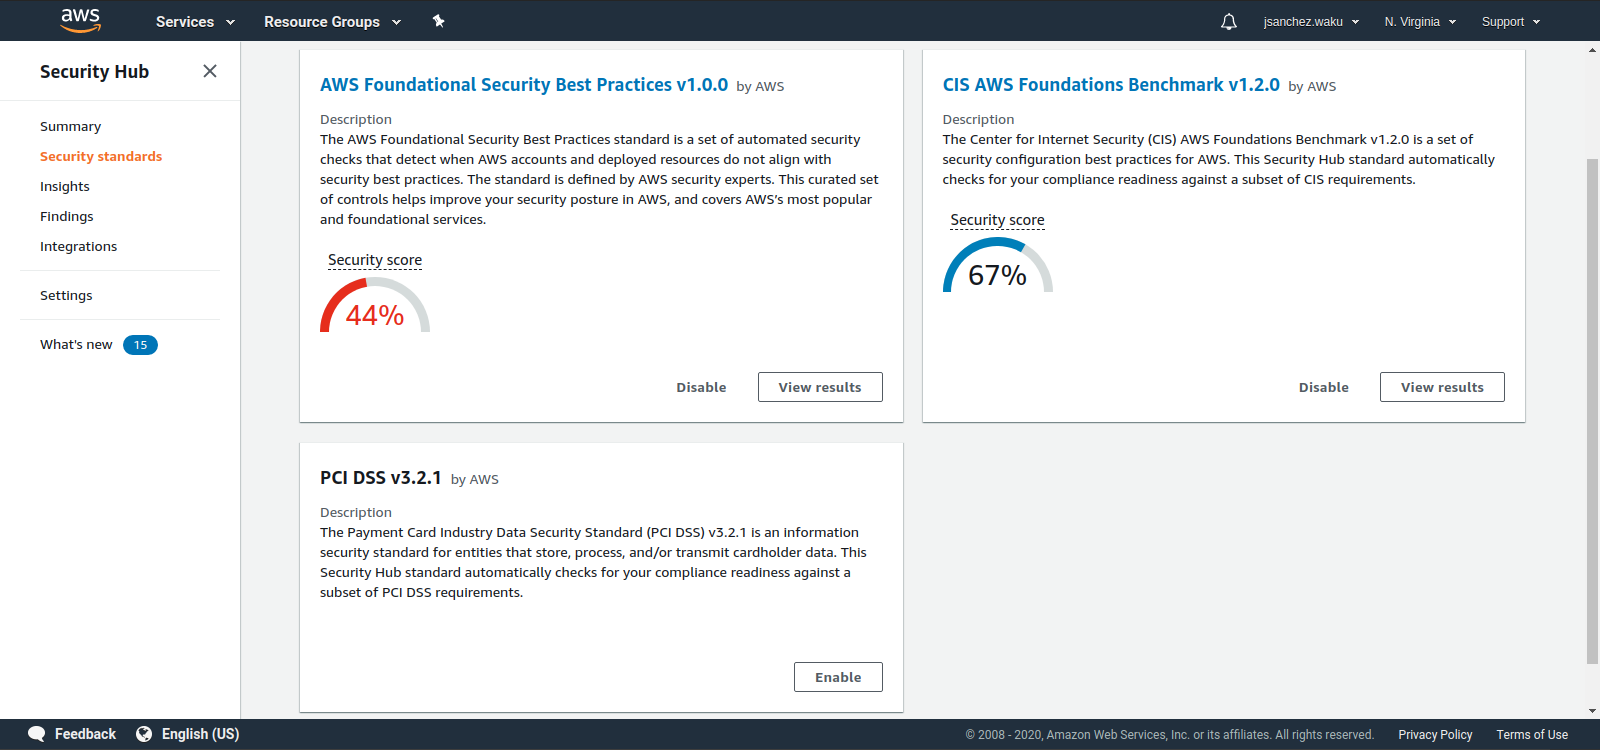 aws Services Resource Groups jsanchez.waku N. Virginia Support
Security Hub
Summary
Security standards
Insights
Findings
Integrations
Settings
What's new 15
AWS Foundational Security Best Practices v1.0.0 by AWS
Description
The AWS Foundational Security Best Practices standard is a set of automated security
checks that detect when AWS accounts and deployed resources do not align with
security best practices. The standard is defined by AWS security experts. This curated set
of controls helps improve your security posture in AWS, and covers AWS’s most popular
and foundational services.
Security score
44%
Disable View results
CIS AWS Foundations Benchmark v1.2.0 by AWS
Description
The Center for Internet Security (CIS) AWS Foundations Benchmark v1.2.0 is a set of
security configuration best practices for AWS. This Security Hub standard automatically
checks for your compliance readiness against a subset of CIS requirements.
Security score
67%
Disable View results
PCI DSS v3.2.1 by AWS
Description
The Payment Card Industry Data Security Standard (PCI DSS) v3.2.1 is an information
security standard for entities that store, process, and/or transmit cardholder data. This
Security Hub standard automatically checks for your compliance readiness against a
subset of PCI DSS requirements.
Enable
Feedback English (US) © 2008 - 2020, Amazon Web Services, Inc. or its affiliates. All rights reserved. Privacy Policy Terms of Use